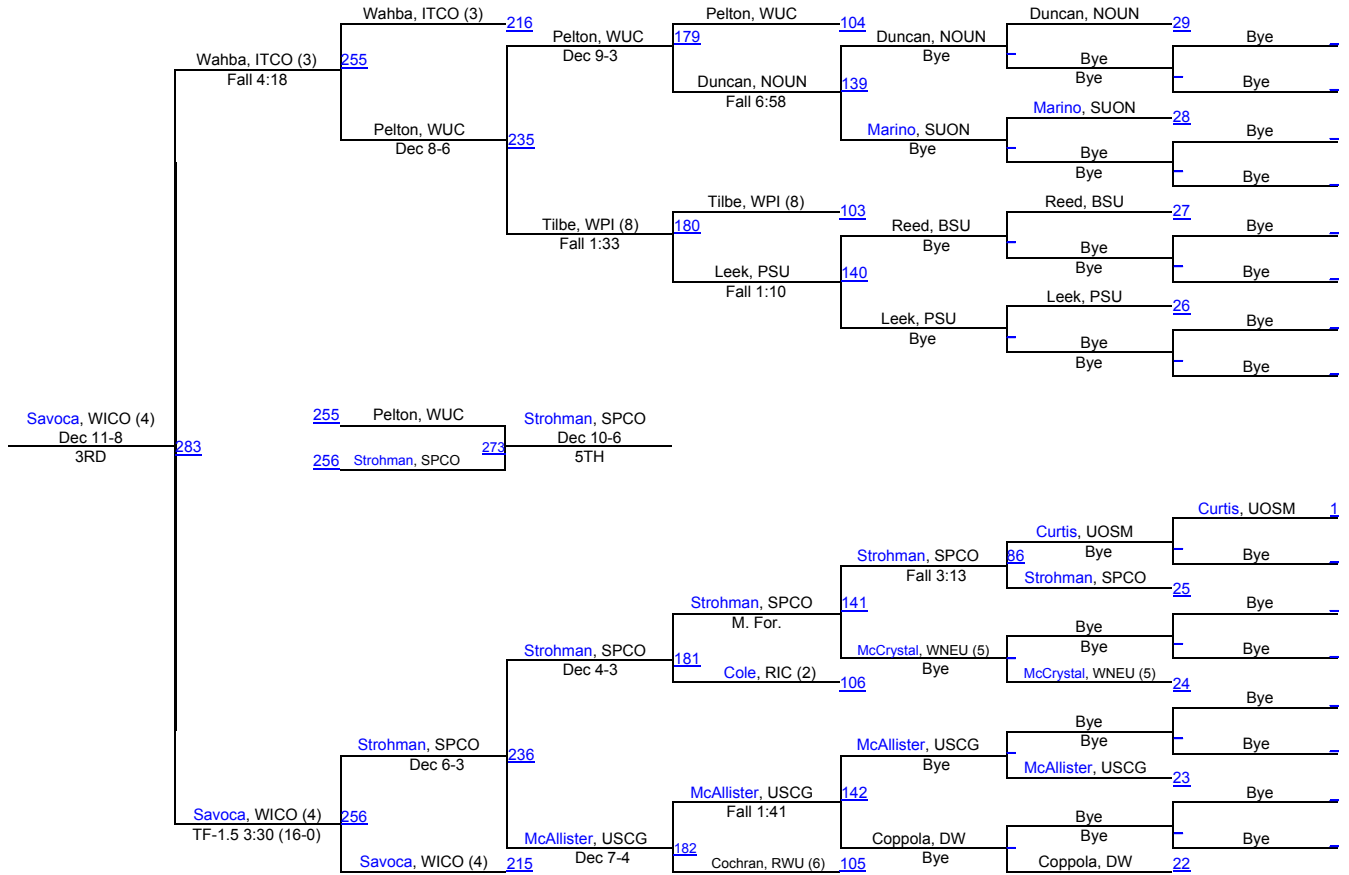 Wahba, ITCO (3)
216
Pelton, WUC
104
Duncan, NOUN
29
Pelton, WUC
179
Duncan, NOUN
Bye
Wahba, ITCO (3)
255
Dec 9-3
Bye
Bye
Fall 4:18
Duncan, NOUN
139
Bye
Bye
Fall 6:58
Marino, SUON
28
Pelton, WUC
235
Marino, SUON
Bye
Dec 8-6
Bye
Bye
Bye
Bye
Tilbe, WPI (8)
103
Reed, BSU
27
Tilbe, WPI (8)
180
Reed, BSU
Bye
Fall 1:33
Bye
Bye
Leek, PSU
140
Bye
Bye
Fall 1:10
Leek, PSU
26
Leek, PSU
Bye
Bye
Bye
Bye
Bye
Savoca, WICO (4)
255
Pelton, WUC
Strohman, SPCO
Dec 11-8
283
273
Dec 10-6
3RD
256
Strohman, SPCO
5TH
Curtis, UOSM
1
Curtis, UOSM
Strohman, SPCO
86
Bye
Bye
Fall 3:13
Strohman, SPCO
25
Strohman, SPCO
141
Bye
M. For.
Bye
Strohman, SPCO
181
McCrystal, WNEU (5)
Bye
Dec 4-3
Cole, RIC (2)
106
Bye
McCrystal, WNEU (5)
24
Bye
Bye
Bye
Strohman, SPCO
236
McAllister, USCG
Bye
Bye
Dec 6-3
Bye
McAllister, USCG
23
McAllister, USCG
142
Bye
Savoca, WICO (4)
256
Fall 1:41
Bye
TF-1.5 3:30 (16-0)
McAllister, USCG
182
Coppola, DW
Bye
Bye
Savoca, WICO (4)
215
Dec 7-4
Cochran, RWU (6)
105
Bye
Coppola, DW
22